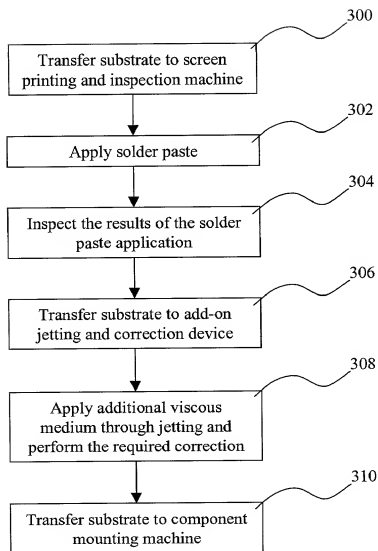 300
Transfer substrate to screen
printing and inspection machine
302
Apply solder paste
304
Inspect the results of the solder
paste application
306
Transfer substrate to add-on
jetting and correction device
308
Apply additional viscous
medium through jetting and
perform the required correction
310
Transfer substrate to component
mounting machine